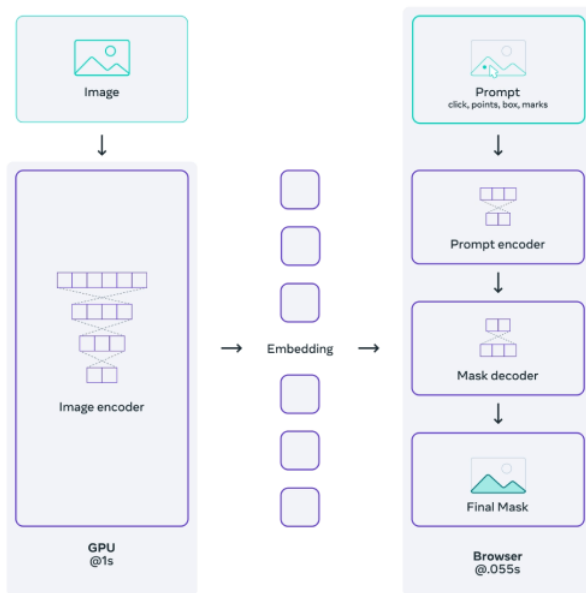 Image
Image encoder
GPU
@1s
Embedding
Prompt
click, points, box, marks
Prompt encoder
Mask decoder
Final Mask
Browser
@.055s